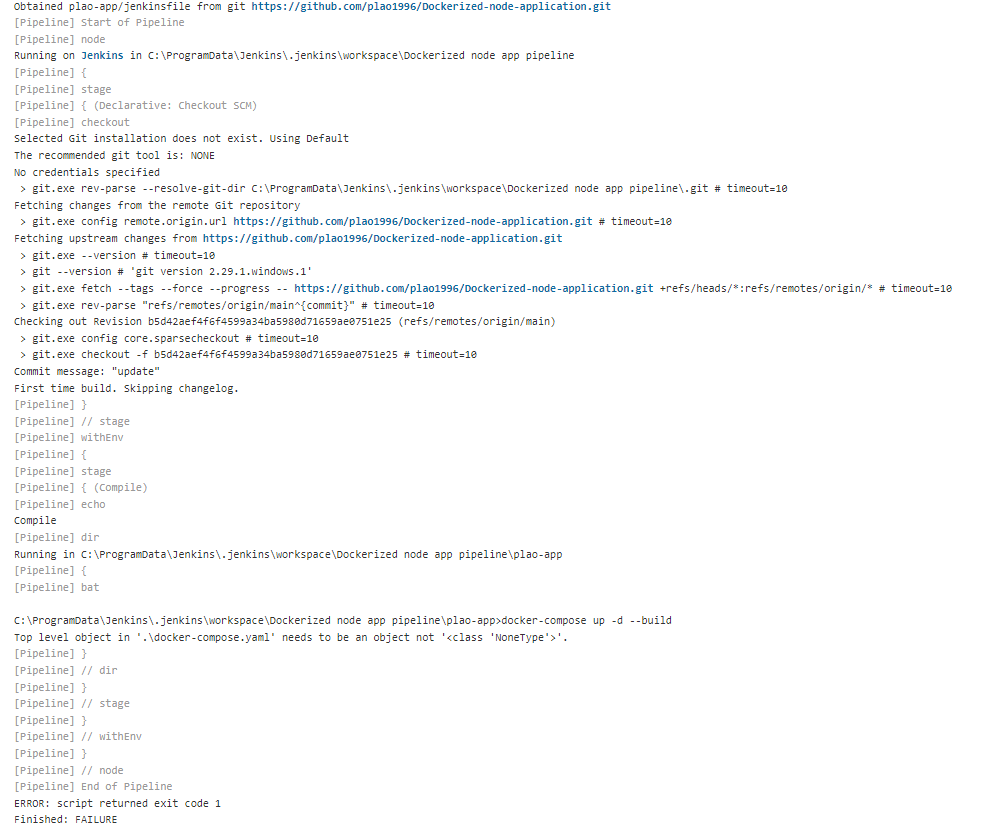 Obtained plao-app/jenkinsfile from git https://github.com/plao1996/Dockerized-node-application.git
[Pipeline] Start of Pipeline
[Pipeline] node
Running on Jenkins in C:\ProgramData\Jenkins\.jenkins\workspace\Dockerized node app pipeline
[Pipeline] {
[Pipeline] stage
[Pipeline] { (Declarative: Checkout SCM)
[Pipeline] checkout
Selected Git installation does not exist. Using Default
The recommended git tool is: NONE
No credentials specified
 > git.exe rev-parse --resolve-git-dir C:\ProgramData\Jenkins\.jenkins\workspace\Dockerized node app pipeline\.git # timeout=10
Fetching changes from the remote Git repository
 > git.exe config remote.origin.url https://github.com/plao1996/Dockerized-node-application.git # timeout=10
Fetching upstream changes from https://github.com/plao1996/Dockerized-node-application.git
 > git.exe --version # timeout=10
 > git --version # 'git version 2.29.1.windows.1'
 > git.exe fetch --tags --force --progress -- https://github.com/plao1996/Dockerized-node-application.git +refs/heads/*:refs/remotes/origin/* # timeout=10
 > git.exe rev-parse "refs/remotes/origin/main^{commit}" # timeout=10
Checking out Revision b5d42aef4f6f4599a34ba5980d71659ae0751e25 (refs/remotes/origin/main)
 > git.exe config core.sparsecheckout # timeout=10
 > git.exe checkout -f b5d42aef4f6f4599a34ba5980d71659ae0751e25 # timeout=10
Commit message: "update"
First time build. Skipping changelog.
[Pipeline] }
[Pipeline] // stage
[Pipeline] withEnv
[Pipeline] {
[Pipeline] stage
[Pipeline] { (Compile)
[Pipeline] echo
Compile
[Pipeline] dir
Running in C:\ProgramData\Jenkins\.jenkins\workspace\Dockerized node app pipeline\plao-app
[Pipeline] {
[Pipeline] bat
C:\ProgramData\Jenkins\.jenkins\workspace\Dockerized node app pipeline\plao-app>docker-compose up -d --build
Top level object in '.\docker-compose.yaml' needs to be an object not '<class 'NoneType'>'.
[Pipeline] }
[Pipeline] // dir
[Pipeline] }
[Pipeline] // stage
[Pipeline] }
[Pipeline] // withEnv
[Pipeline] }
[Pipeline] // node
[Pipeline] End of Pipeline
ERROR: script returned exit code 1
Finished: FAILURE